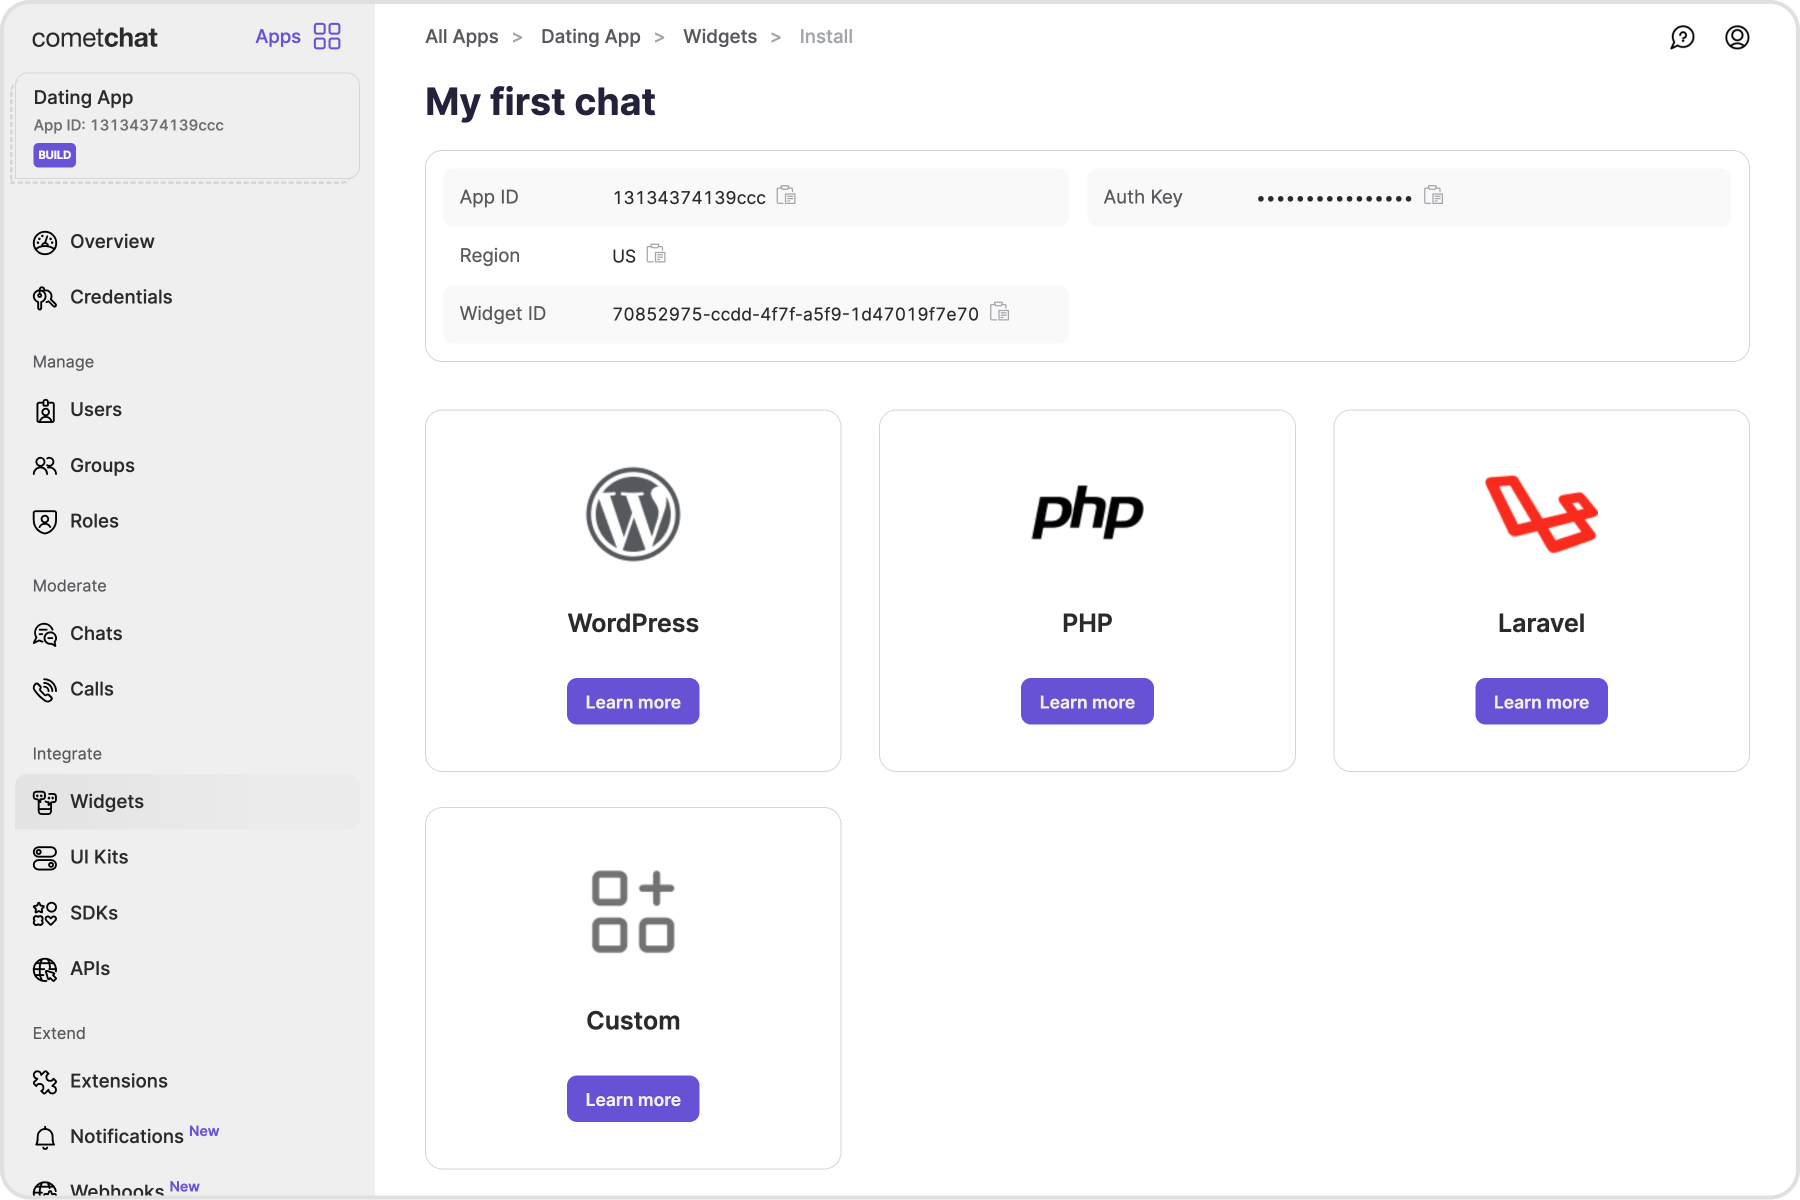 cometchat
Apps
Dating App
App ID: 13134374139ccc
BUILD
Overview
Credentials
Manage
Users
Groups
Roles
Moderate
Chats
Calls
Integrate
Widgets
UI Kits
SDKs
APIs
Extend
Extensions
Notifications New
Webhooks New
All Apps > Dating App > Widgets > Install
My first chat
App ID 13134374139ccc
Auth Key ••••••••••••••••
Region US
Widget ID 70852975-ccdd-4f7f-a5f9-1d47019f7e70
php
WordPress
Learn more
PHP
Learn more
Laravel
Learn more
Custom
Learn more